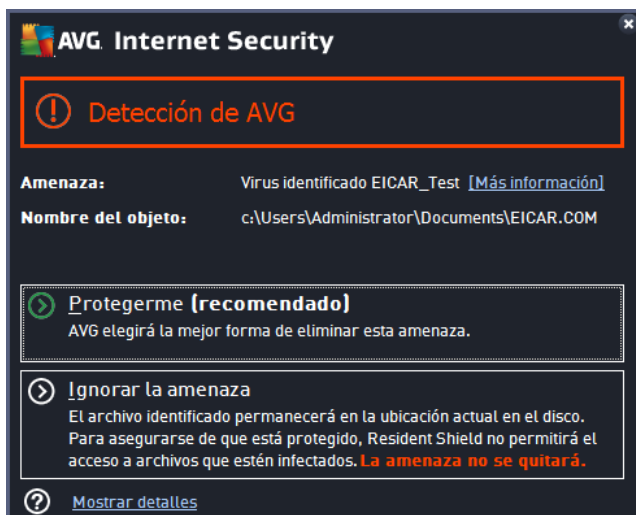 AVG Internet Security
Detección de AVG
Amenaza: Virus identificado EICAR_Test [Más información]
Nombre del objeto: c:\Users\Administrator\Documents\EICAR.COM
Protegerme (recomendado)
AVG elegirá la mejor forma de eliminar esta amenaza.
Ignorar la amenaza
El archivo identificado permanecerá en la ubicación actual en el disco.
Para asegurarse de que está protegido, Resident Shield no permitirá el
acceso a archivos que estén infectados. La amenaza no se quitará.
Mostrar detalles